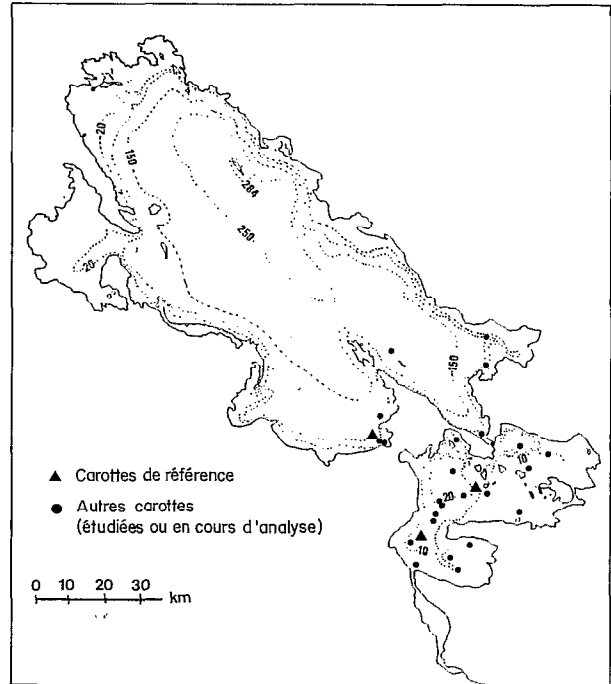 20
150
284
250
20
150
10
20
10
▲ Carottes de référence
● Autres carottes
(étudiées ou en cours d'analyse)
0 10 20 30
km